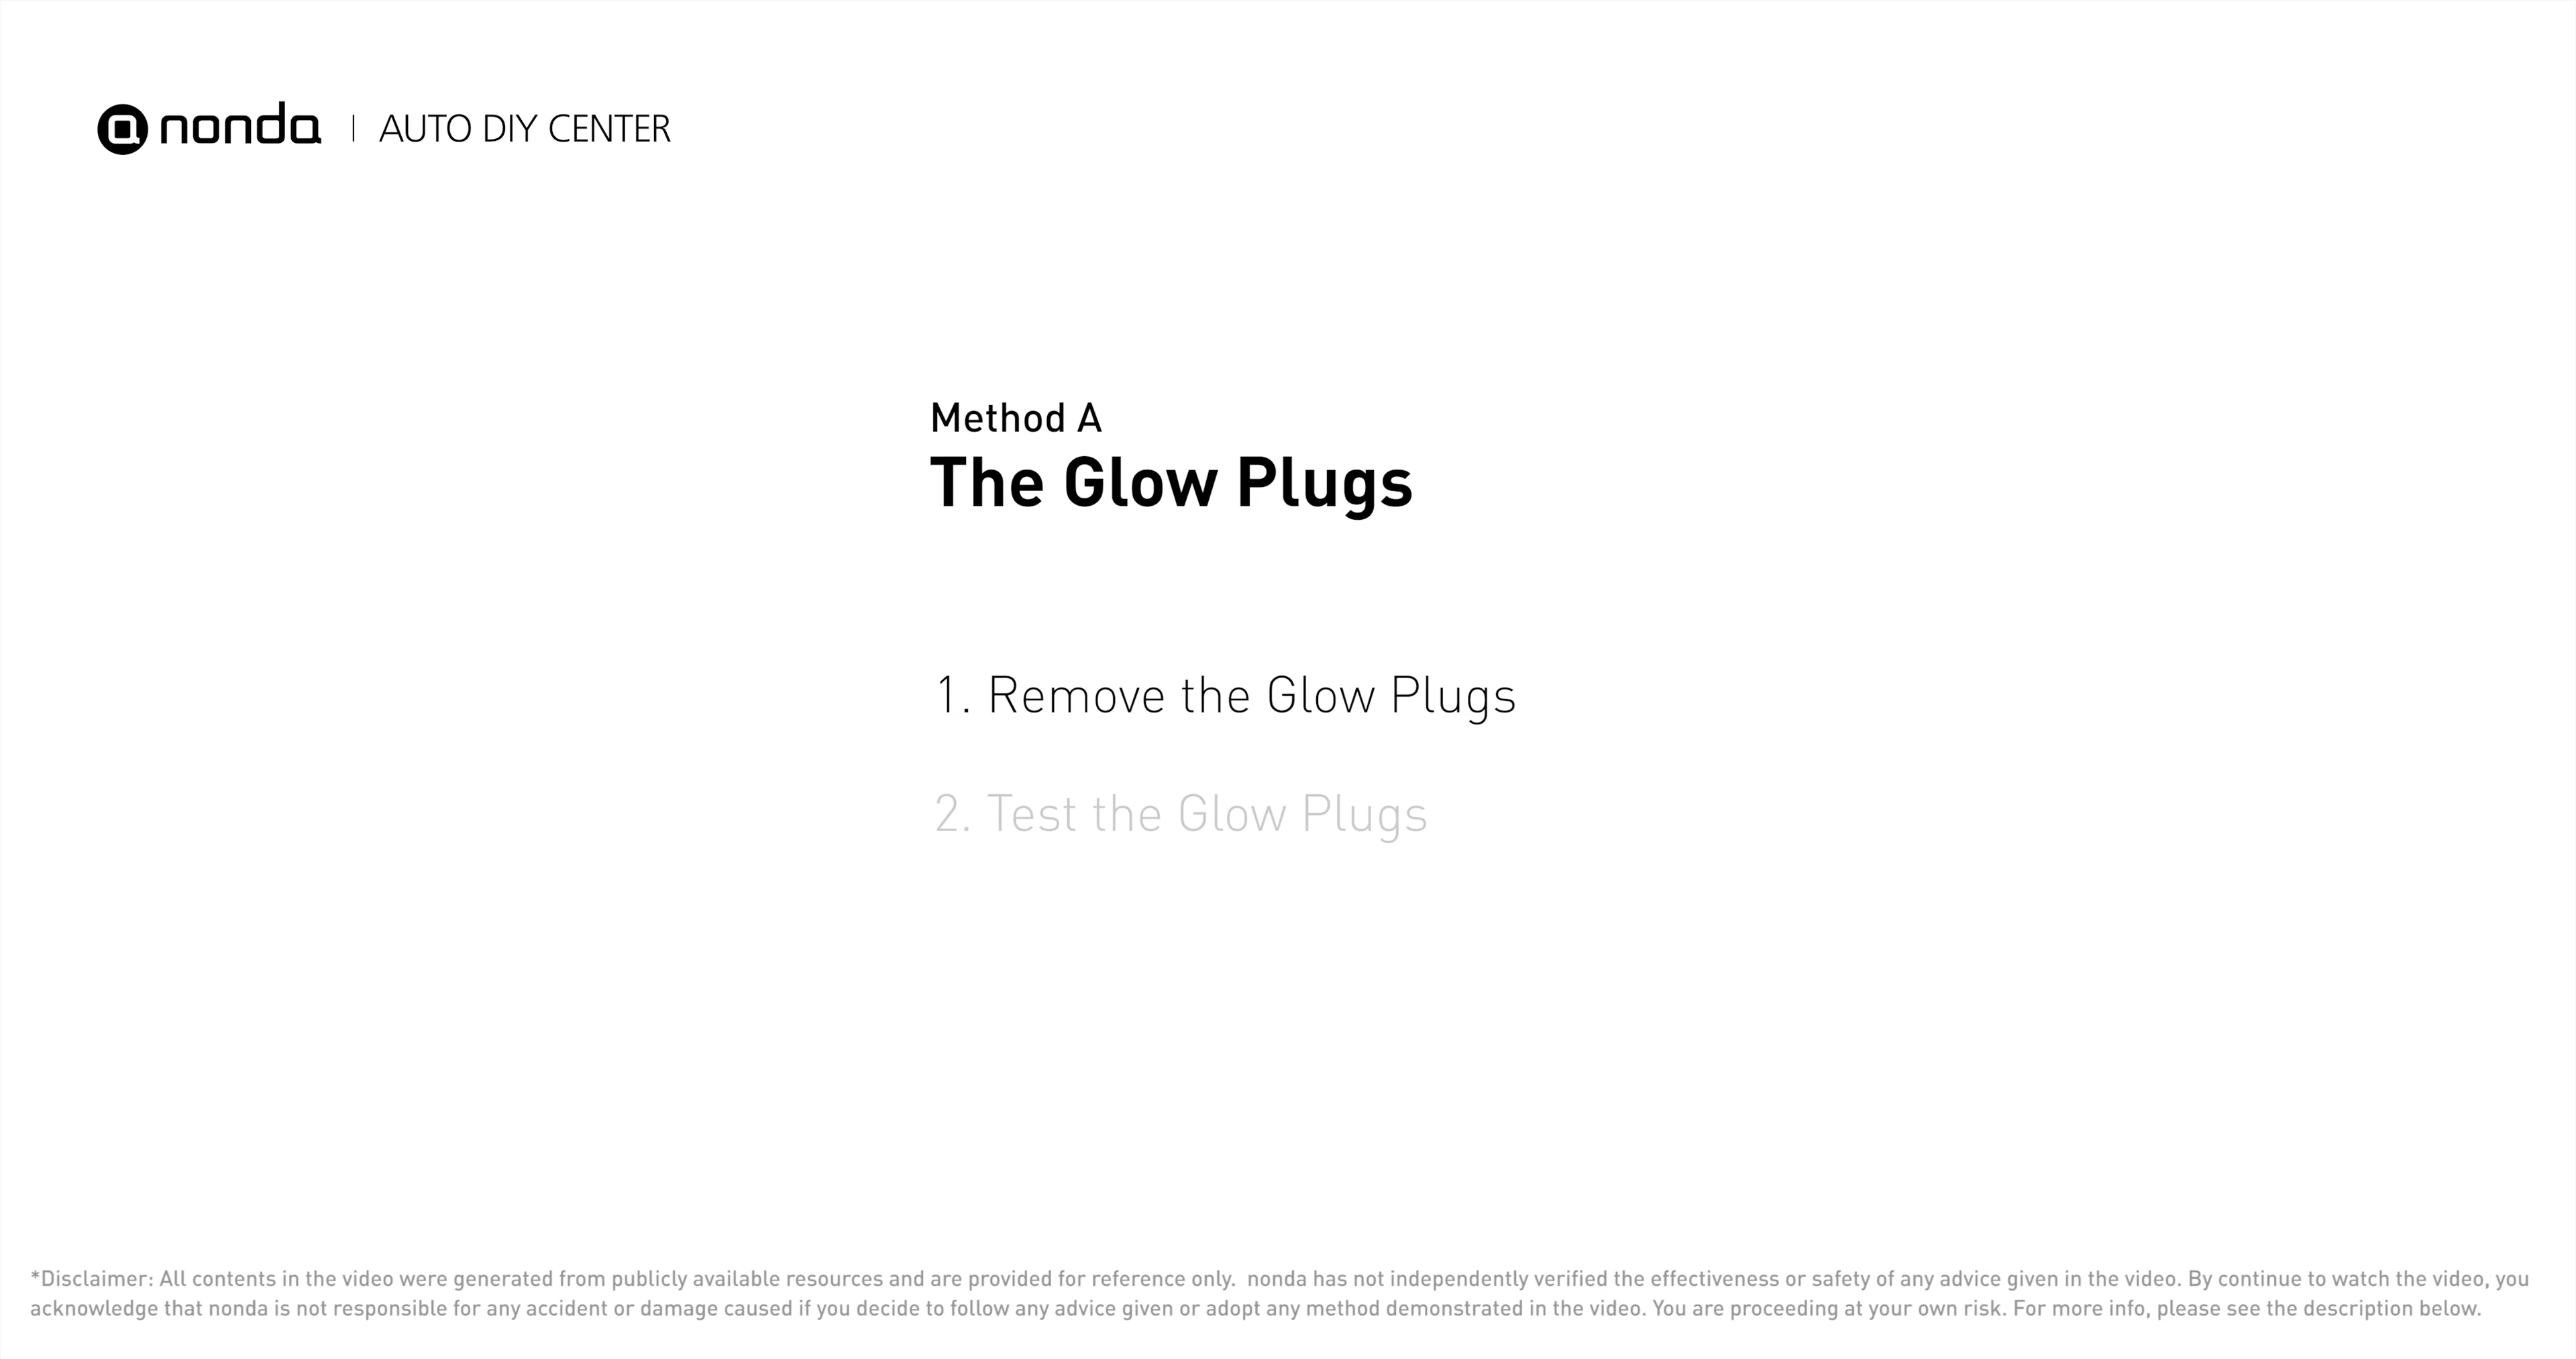 nonda | AUTO DIY CENTER
Method A
The Glow Plugs
1. Remove the Glow Plugs
2. Test the Glow Plugs
*Disclaimer: All contents in the video were generated from publicly available resources and are provided for reference only. nonda has not independently verified the effectiveness or safety of any advice given in the video. By continue to watch the video, you
acknowledge that nonda is not responsible for any accident or damage caused if you decide to follow any advice given or adopt any method demonstrated in the video. You are proceeding at your own risk. For more info, please see the description below.